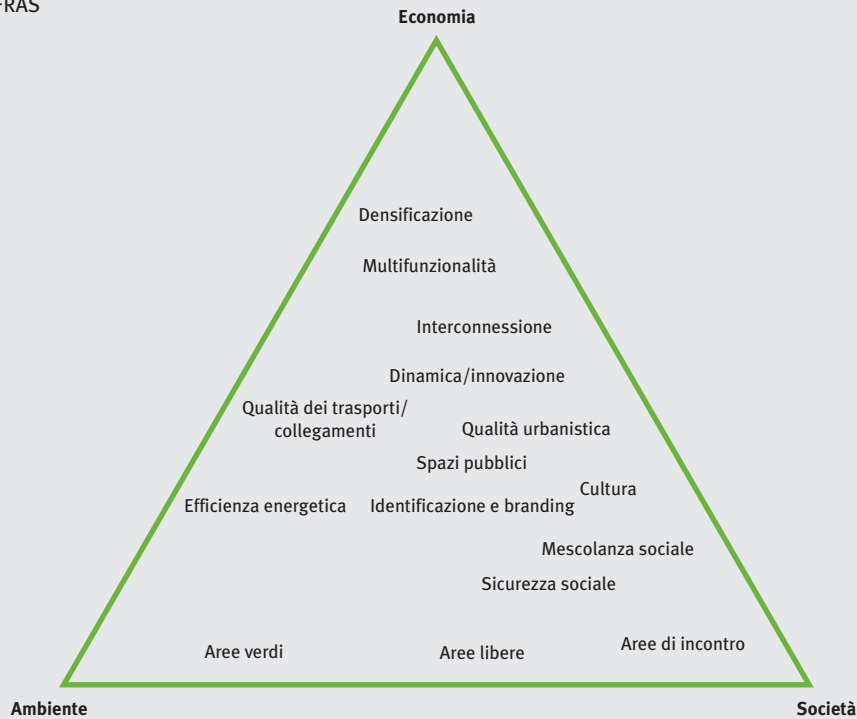 Economia
Densificazione
Multifunzionalità
Interconnessione
Dinamica/innovazione
Qualità dei trasporti/
collegamenti
Qualità urbanistica
Spazi pubblici
Cultura
Efficienza energetica
Identificazione e branding
Mescolanza sociale
Sicurezza sociale
Aree di incontro
Aree verdi
Aree libere
Ambiente
Società